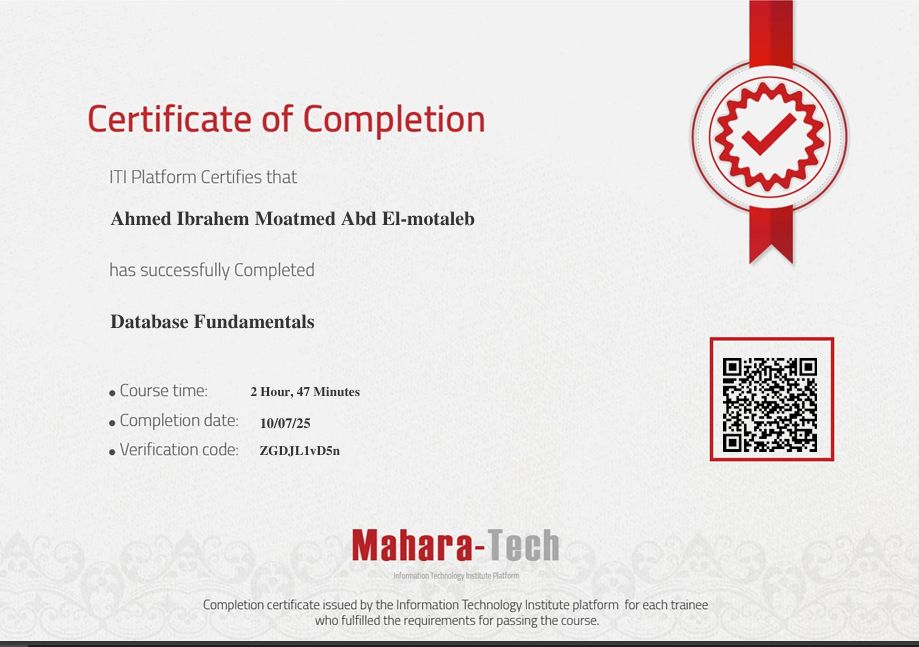 Certificate of Completion
ITI Platform Certifies that
Ahmed Ibrahem Moatmed Abd El-motaleb
has successfully Completed
Database Fundamentals
• Course time: 2 Hour, 47 Minutes
• Completion date: 10/07/25
• Verification code: ZGDJL1vD5n
Mahara-Tech
Information Technology Institute Platform
Completion certificate issued by the Information Technology Institute platform for each trainee
who fulfilled the requirements for passing the course.